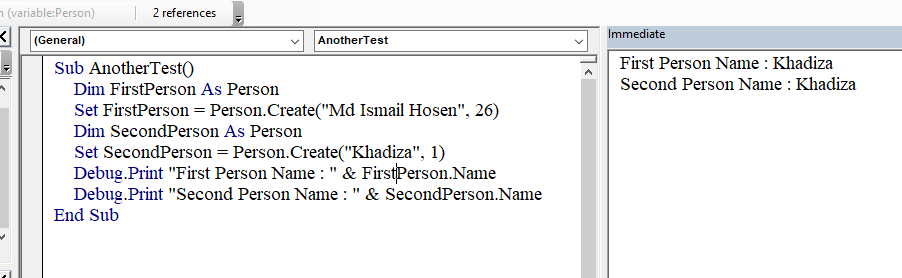 (variable:Person) 2 references
(General) AnotherTest
Sub AnotherTest()
Dim FirstPerson As Person
Set FirstPerson = Person.Create("Md Ismail Hosen", 26)
Dim SecondPerson As Person
Set SecondPerson = Person.Create("Khadiza", 1)
Debug.Print "First Person Name : " & FirstPerson.Name
Debug.Print "Second Person Name : " & SecondPerson.Name
End Sub
Immediate
First Person Name : Khadiza
Second Person Name : Khadiza